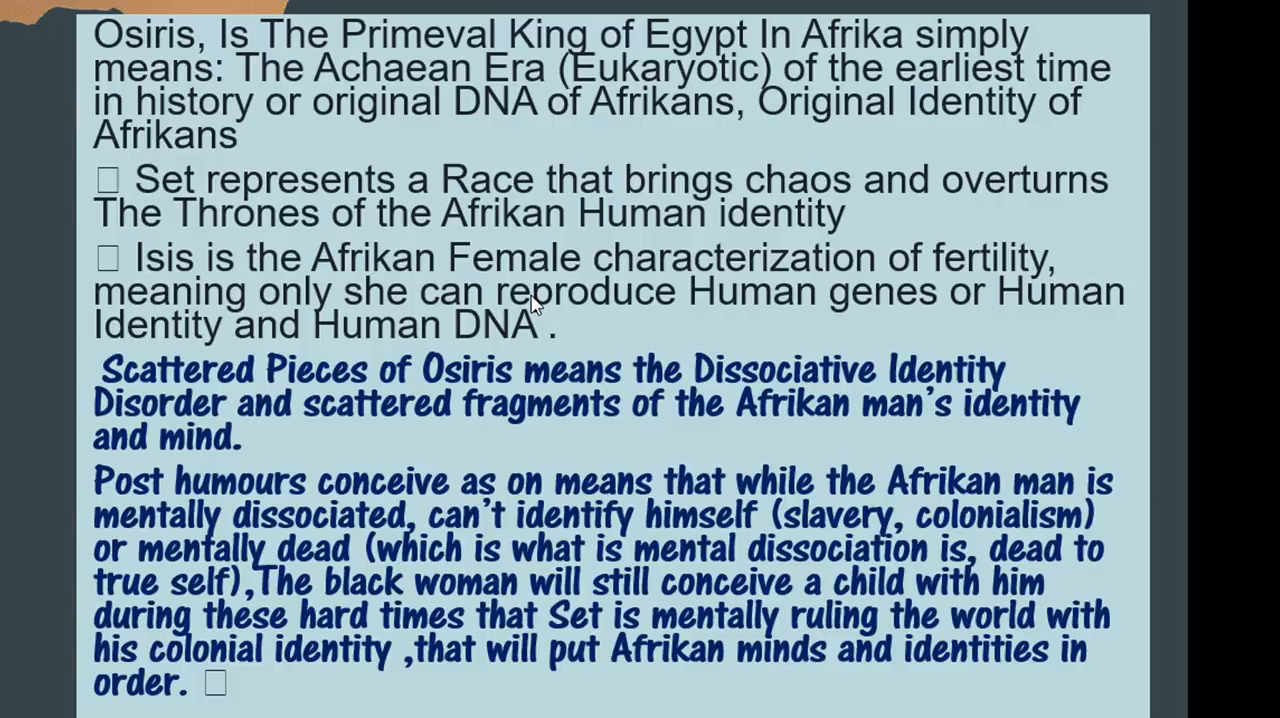 Osiris, Is The Primeval King of Egypt In Afrika simply
means: The Achaean Era (Eukaryotic) of the earliest time
in history or original DNA of Afrikans, Original Identity of
Afrikans
□ Set represents a Race that brings chaos and overturns
The Thrones of the Afrikan Human identity
□ Isis is the Afrikan Female characterization of fertility,
meaning only she can reproduce Human genes or Human
Identity and Human DNA .
Scattered Pieces of Osiris means the Dissociative Identity
Disorder and scattered fragments of the Afrikan man's identity
and mind.
Post humours conceive as on means that while the Afrikan man is
mentally dissociated, can't identify himself (slavery, colonialism)
or mentally dead (which is what is mental dissociation is, dead to
true self),The black woman will still conceive a child with him
during these hard times that Set is mentally ruling the world with
his colonial identity ,that will put Afrikan minds and identities in
order. □